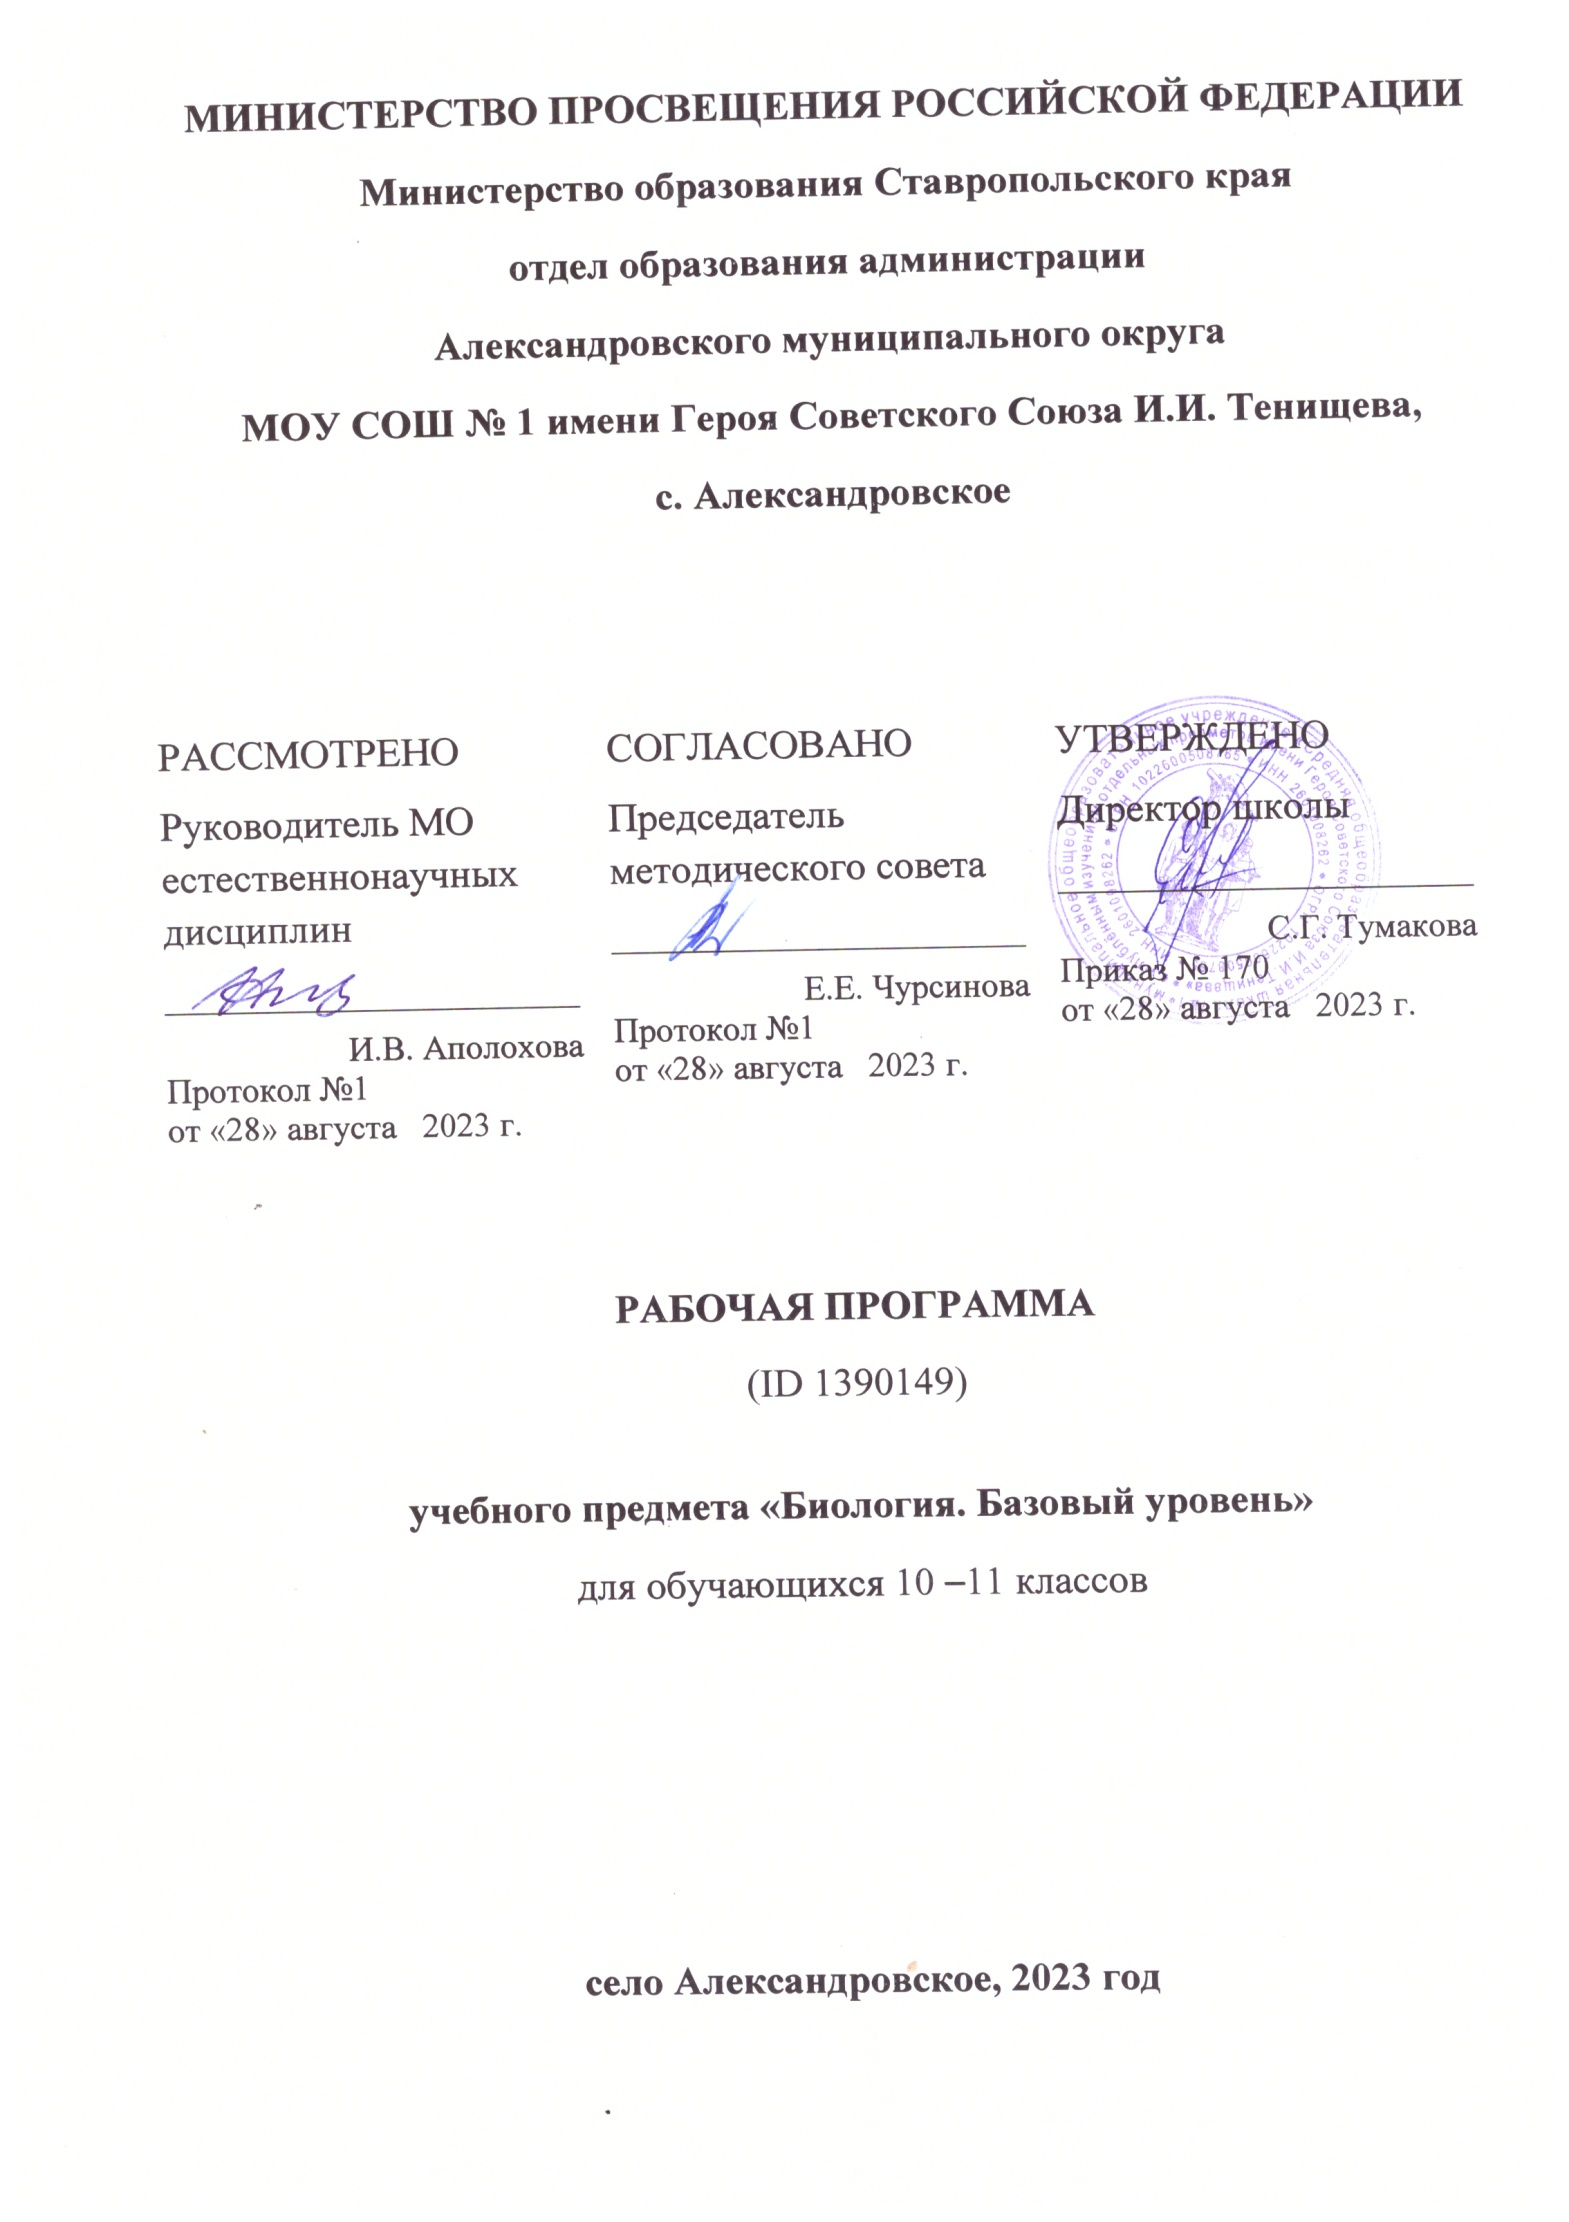 МИНИСТЕРСТВО ПРОСВЕЩЕНИЯ РОССИЙСКОЙ ФЕДЕРАЦИИ
Министерство образования Ставропольского края
отдел образования администрации
Александровского муниципального округа
МОУ СОШ № 1 имени Героя Советского Союза И.И. Тенищева,
с. Александровское
РАССМОТРЕНО
Руководитель МО
естественнонаучных
дисциплин
И.В. Аполохова
Протокол №1
от «28» августа 2023 г.
СОГЛАСОВАНО
Председатель
методического совета
Е.Е. Чурсинова
Протокол №1
от «28» августа 2023 г.
УТВЕРЖДЕНО
Директор школы
С.Г. Тумакова
Приказ № 170
от «28» августа 2023 г.
РАБОЧАЯ ПРОГРАММА
(ID 1390149)
учебного предмета «Биология. Базовый уровень»
для обучающихся 10 –11 классов
село Александровское, 2023 год